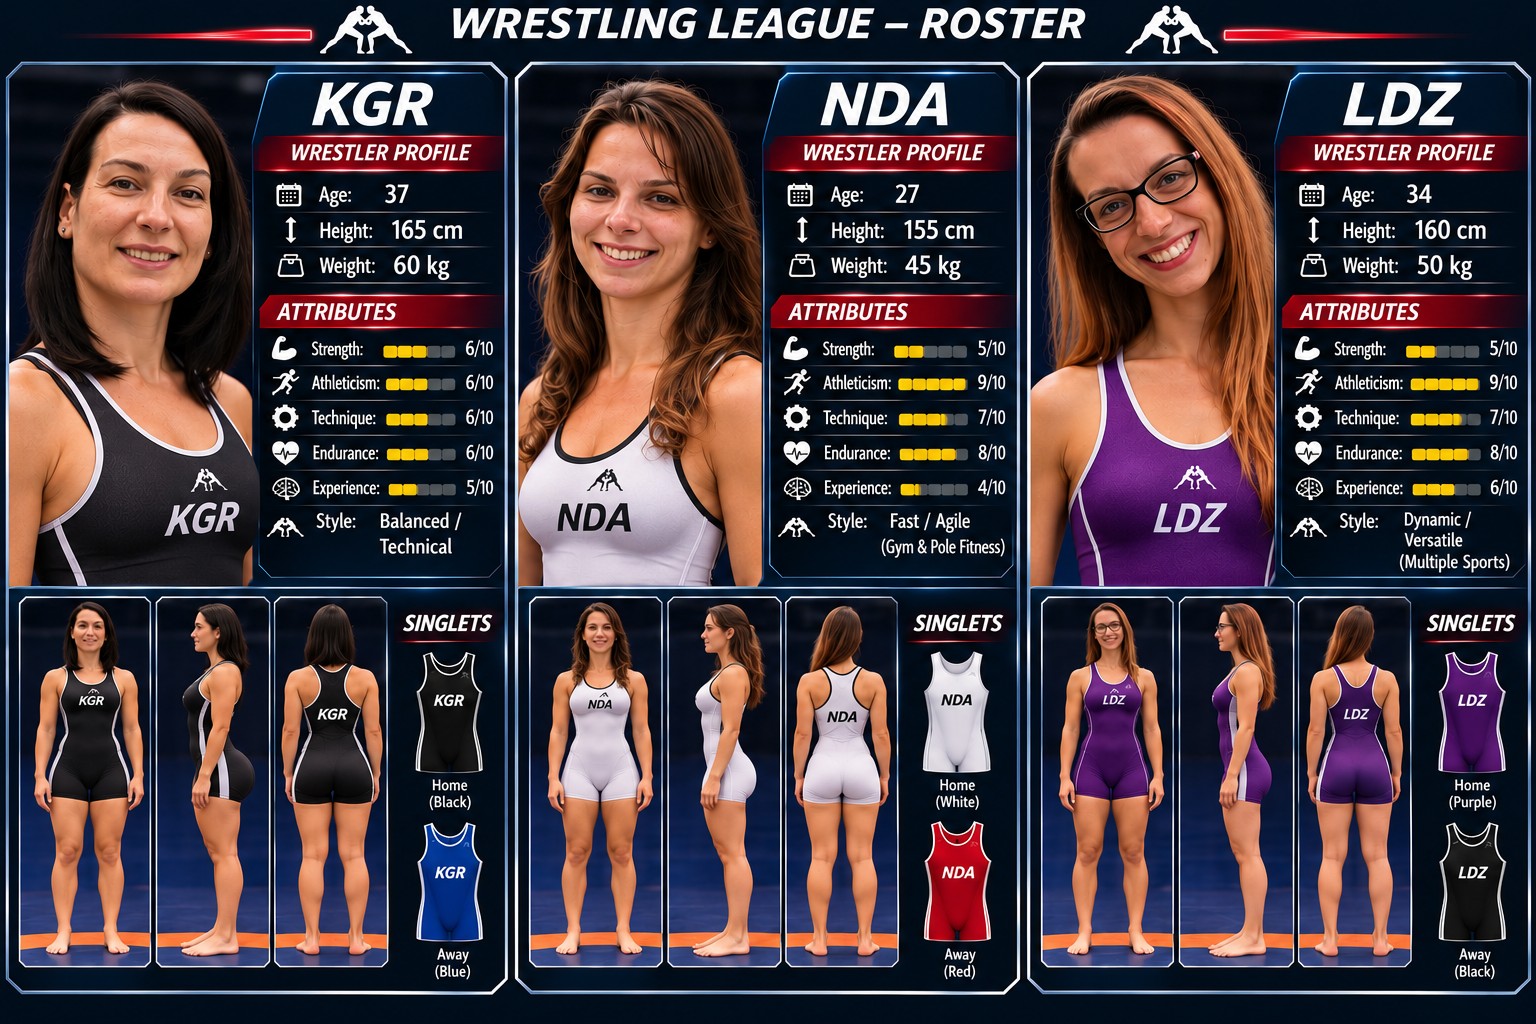 WRESTLING LEAGUE – ROSTER
KGR
WRESTLER PROFILE
Age: 37
Height: 165 cm
Weight: 60 kg
ATTRIBUTES
Strength: 6/10
Athleticism: 6/10
Technique: 6/10
Endurance: 6/10
Experience: 5/10
Style: Balanced /
Technical
KGR
KGR
KGR
SINGLETS
KGR
Home
(Black)
KGR
Away
(Blue)
NDA
WRESTLER PROFILE
Age: 27
Height: 155 cm
Weight: 45 kg
ATTRIBUTES
Strength: 5/10
Athleticism: 9/10
Technique: 7/10
Endurance: 8/10
Experience: 4/10
Style: Fast / Agile
(Gym & Pole Fitness)
NDA
NDA
NDA
SINGLETS
NDA
Home
(White)
NDA
Away
(Red)
LDZ
WRESTLER PROFILE
Age: 34
Height: 160 cm
Weight: 50 kg
ATTRIBUTES
Strength: 5/10
Athleticism: 9/10
Technique: 7/10
Endurance: 8/10
Experience: 6/10
Style: Dynamic /
Versatile
(Multiple Sports)
LDZ
LDZ
LDZ
SINGLETS
LDZ
Home
(Purple)
LDZ
Away
(Black)